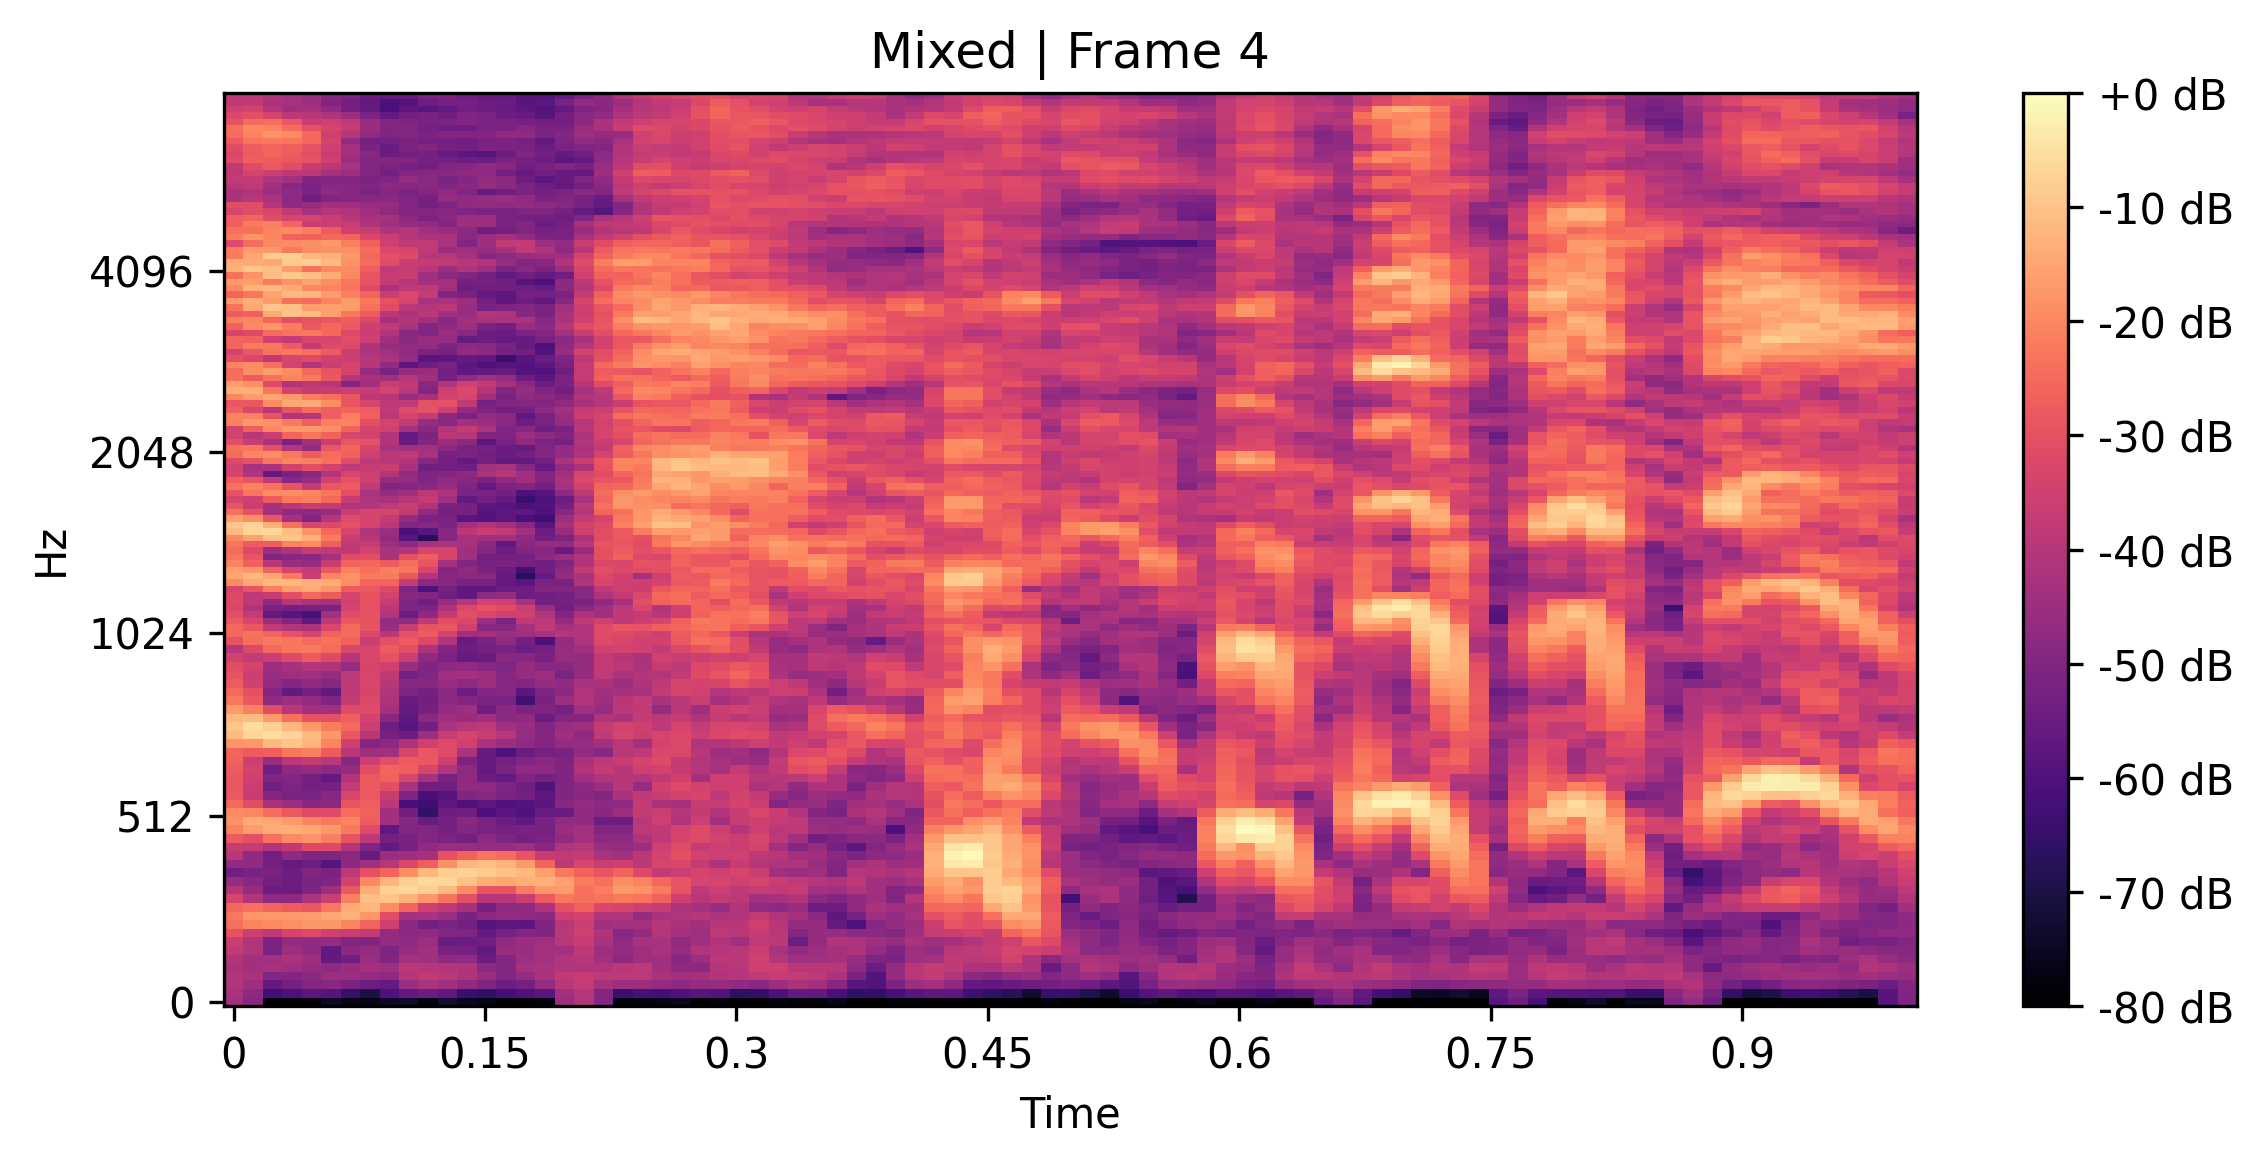 Mixed | Frame 4
Hz
4096
2048
1024
512
0
0 0.15 0.3 0.45 0.6 0.75 0.9
Time
+0 dB
-10 dB
-20 dB
-30 dB
-40 dB
-50 dB
-60 dB
-70 dB
-80 dB